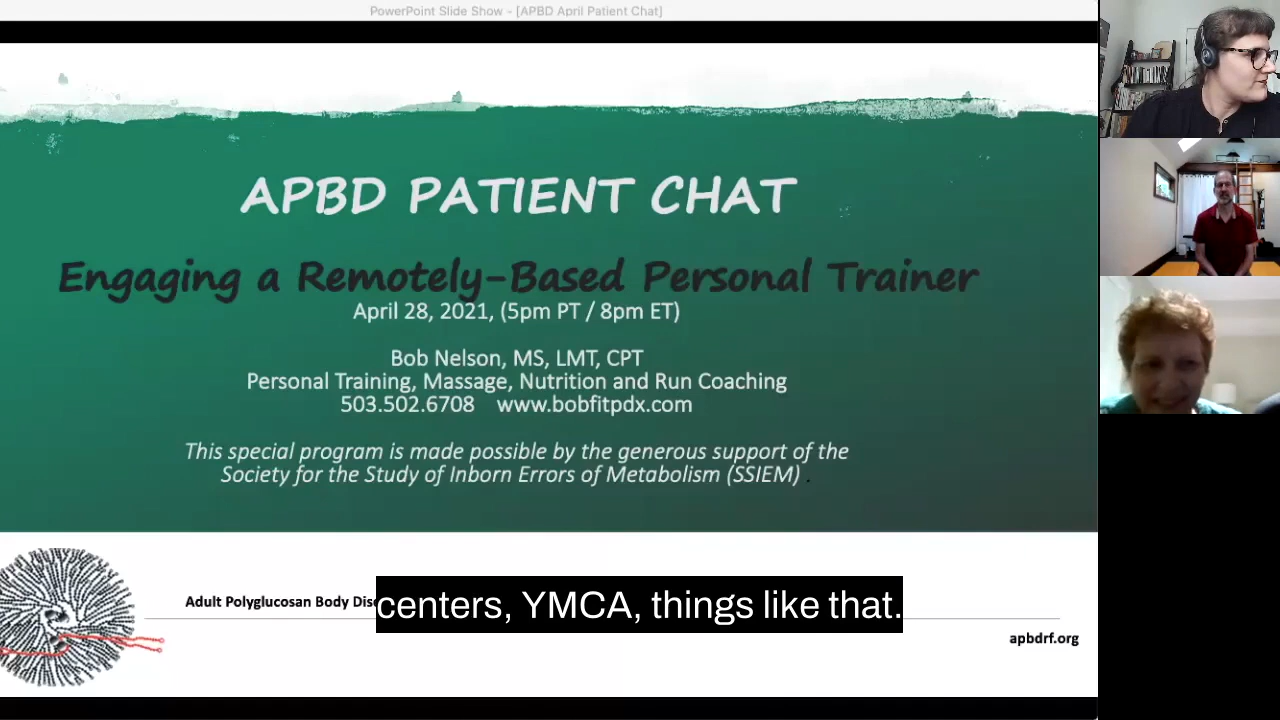 PowerPoint Slide Show - [APBD April Patient Chat]
APBD PATIENT CHAT
Engaging a Remotely-Based Personal Trainer
April 28, 2021, (5pm PT / 8pm ET)
Bob Nelson, MS, LMT, CPT
Personal Training, Massage, Nutrition and Run Coaching
503.502.6708 www.bobfitpdx.com
This special program is made possible by the generous support of the
Society for the Study of Inborn Errors of Metabolism (SSIEM) .
Adult Polyglucosan Body
centers, YMCA, things like that.
apbdrf.org